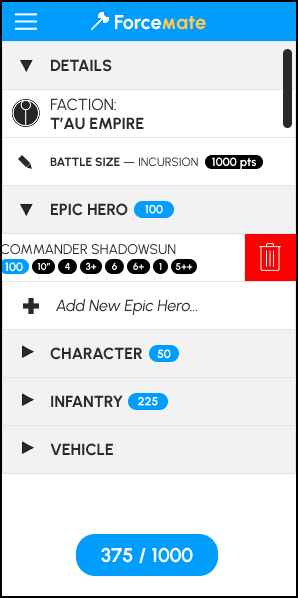 Forcemate
DETAILS
FACTION:
T'AU EMPIRE
BATTLE SIZE — INCURSION 1000 pts
EPIC HERO 100
COMMANDER SHADOWSUN
100 10" 4 3+ 6 6+ 1 5++
Add New Epic Hero...
CHARACTER 50
INFANTRY 225
VEHICLE
375 / 1000